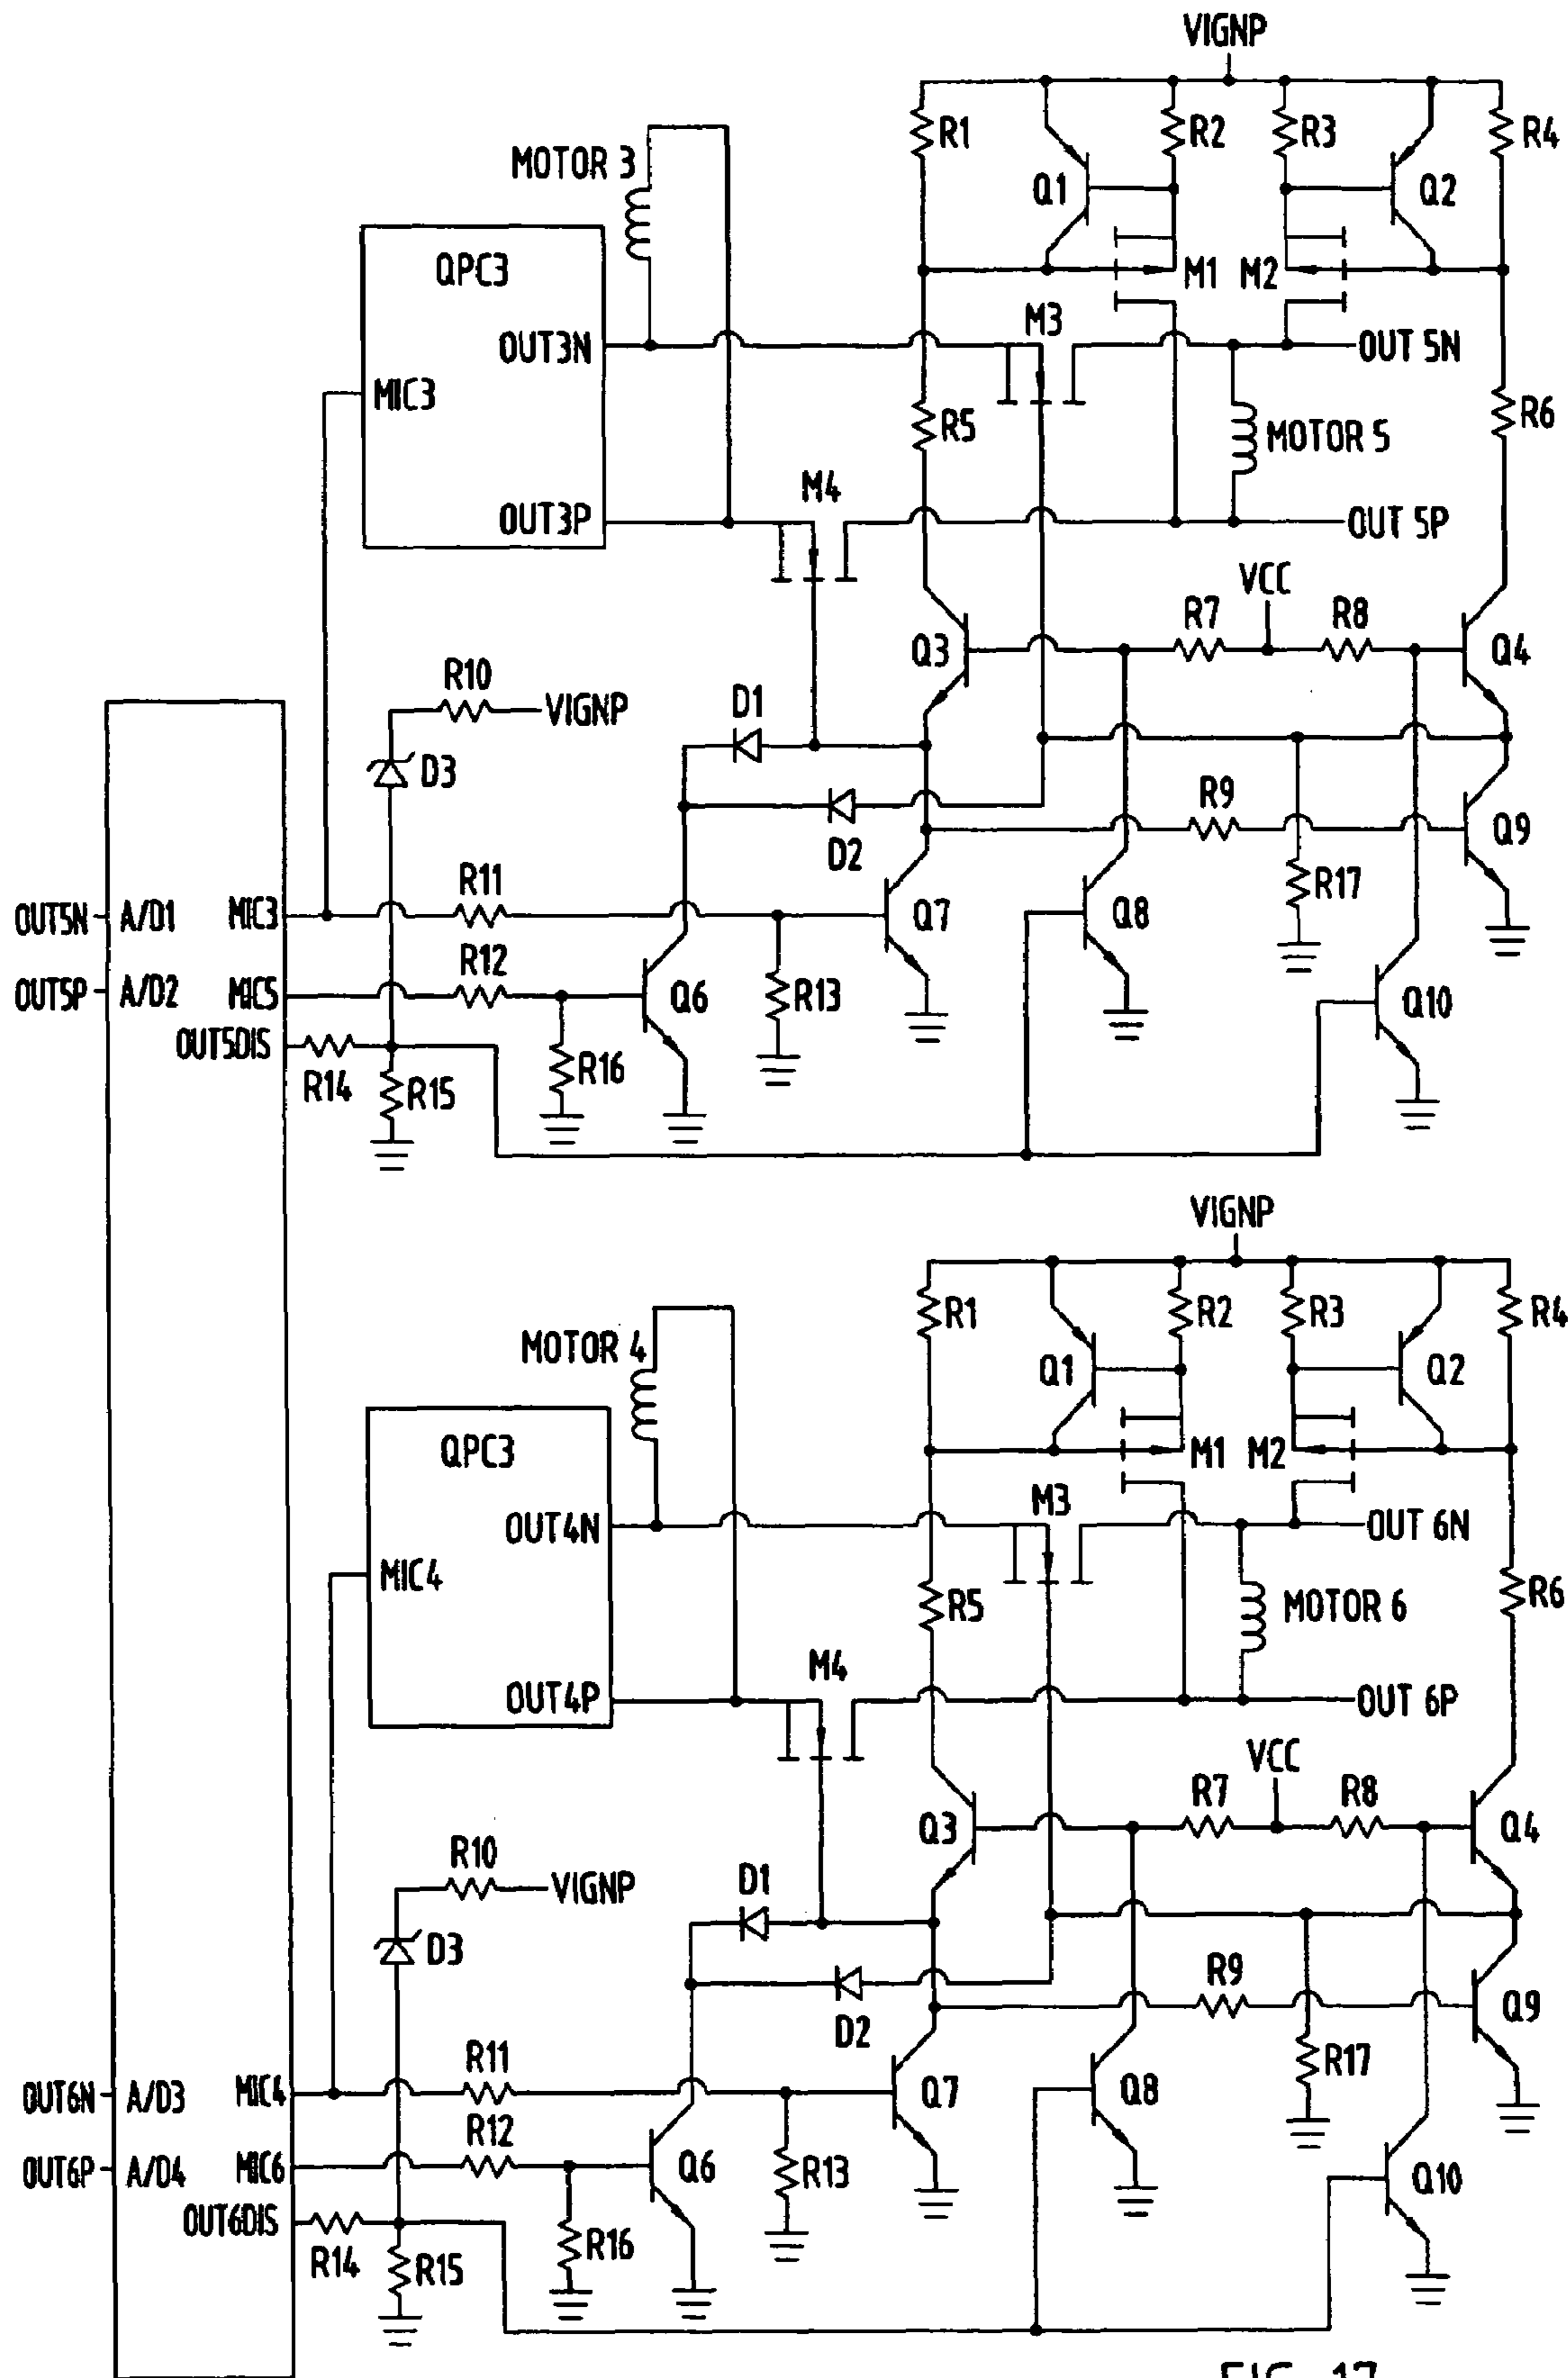 VIGNP
R1
R2
R3
R4
MOTOR 3
Q1
Q2
QPC3
M1
M2
M3
OUT3N
OUT 5N
MIC3
R5
MOTOR 5
R6
M4
OUT3P
OUT 5P
VCC
R7
R8
Q3
Q4
R10
VIGNP
D1
D3
R9
D2
Q9
R11
R17
OUT5N
A/D1
MIC3
Q7
Q8
R12
OUT5P
A/D2
MIC5
Q6
R13
Q10
OUT5DIS
R14
R15
R16
VIGNP
R1
R2
R3
R4
MOTOR 4
Q1
Q2
QPC3
M1
M2
M3
OUT4N
OUT 6N
MIC4
R5
MOTOR 6
R6
M4
OUT4P
OUT 6P
VCC
R7
R8
Q3
Q4
R10
VIGNP
D1
D3
R9
D2
Q9
R11
R17
OUT6N
A/D3
MIC4
Q7
Q8
R12
OUT6P
A/D4
MIC6
Q6
R13
Q10
OUT6DIS
R14
R15
R16
FIG. 17